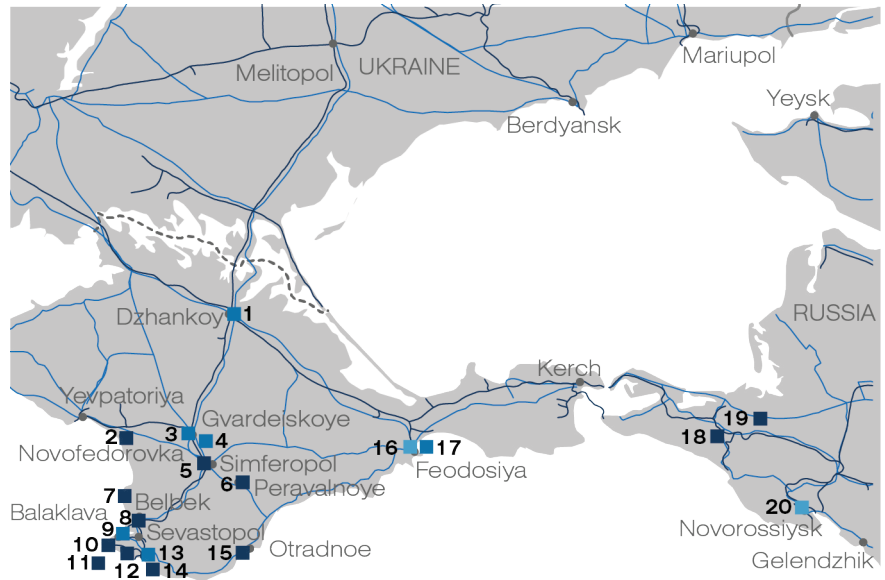 Mariupol
Melitopol
UKRAINE
Yeysk
Berdyansk
RUSSIA
Dzhankoy 1
Kerch
Yevpatoriya
Gvardejskoye
19
2
3
4
18
16
17
Novofedorovka
5
Simferopol
Feodosiya
6
Peravalnoye
7
Belbek
20
Balaklava
8
9
Sevastopol
Novorossiysk
10
13
15
Otradnoe
Gelendzhik
11
12
14